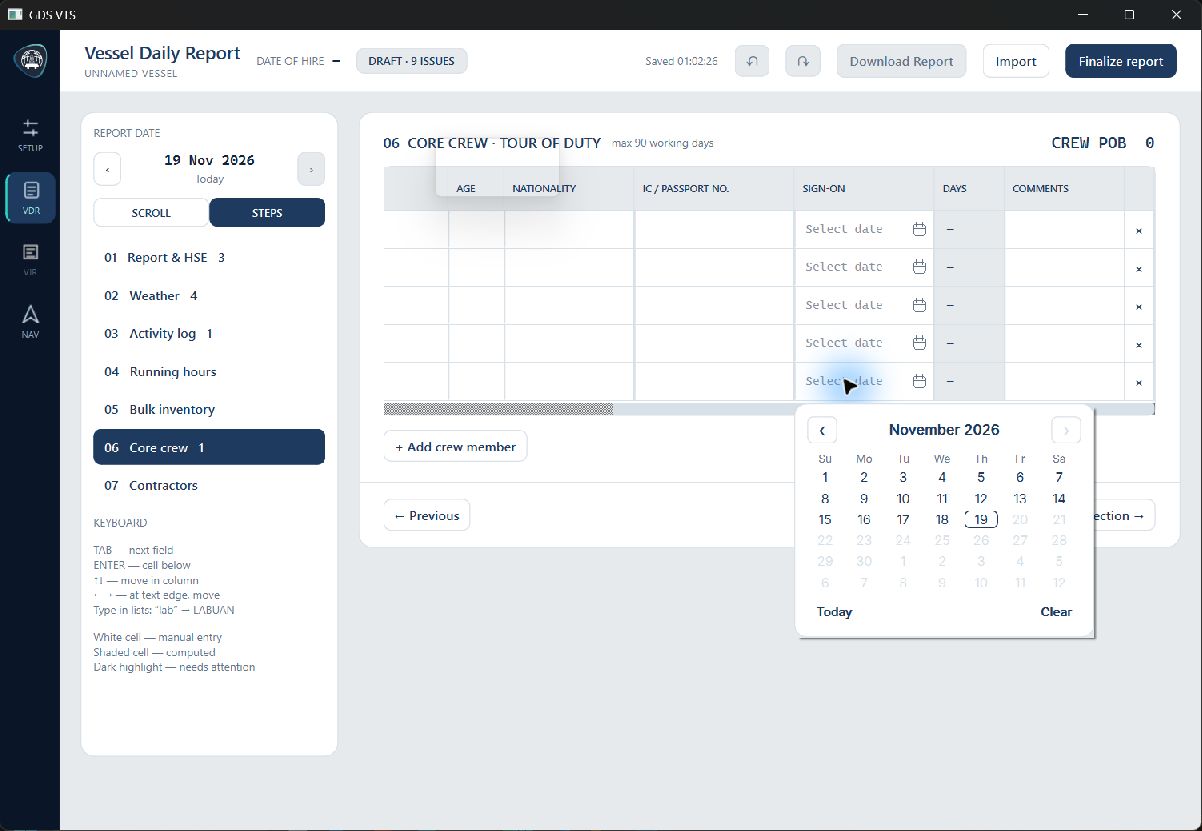 GDS VTS
Vessel Daily Report
UNNAMED VESSEL
DATE OF HIRE –
DRAFT · 9 ISSUES
Saved 01:02:26
Download Report
Import
Finalize report
SETUP
VDR
VIR
NAV
REPORT DATE
‹
19 Nov 2026
Today
›
SCROLL
STEPS
01 Report & HSE 3
02 Weather 4
03 Activity log 1
04 Running hours
05 Bulk inventory
06 Core crew 1
07 Contractors
KEYBOARD
TAB — next field
ENTER — cell below
↑↓ — move in column
— at text edge, move
Type in lists: "lab" → LABUAN
White cell — manual entry
Shaded cell — computed
Dark highlight — needs attention
06 CORE CREW · TOUR OF DUTY max 90 working days
CREW POB 0
AGE NATIONALITY IC / PASSPORT NO. SIGN-ON DAYS COMMENTS
Select date – ×
Select date – ×
Select date – ×
Select date – ×
Select date – ×
+ Add crew member
← Previous
ection →
‹ November 2026 ›
Su Mo Tu We Th Fr Sa
1 2 3 4 5 6 7
8 9 10 11 12 13 14
15 16 17 18 19 20 21
22 23 24 25 26 27 28
29 30 1 2 3 4 5
6 7 8 9 10 11 12
Today Clear